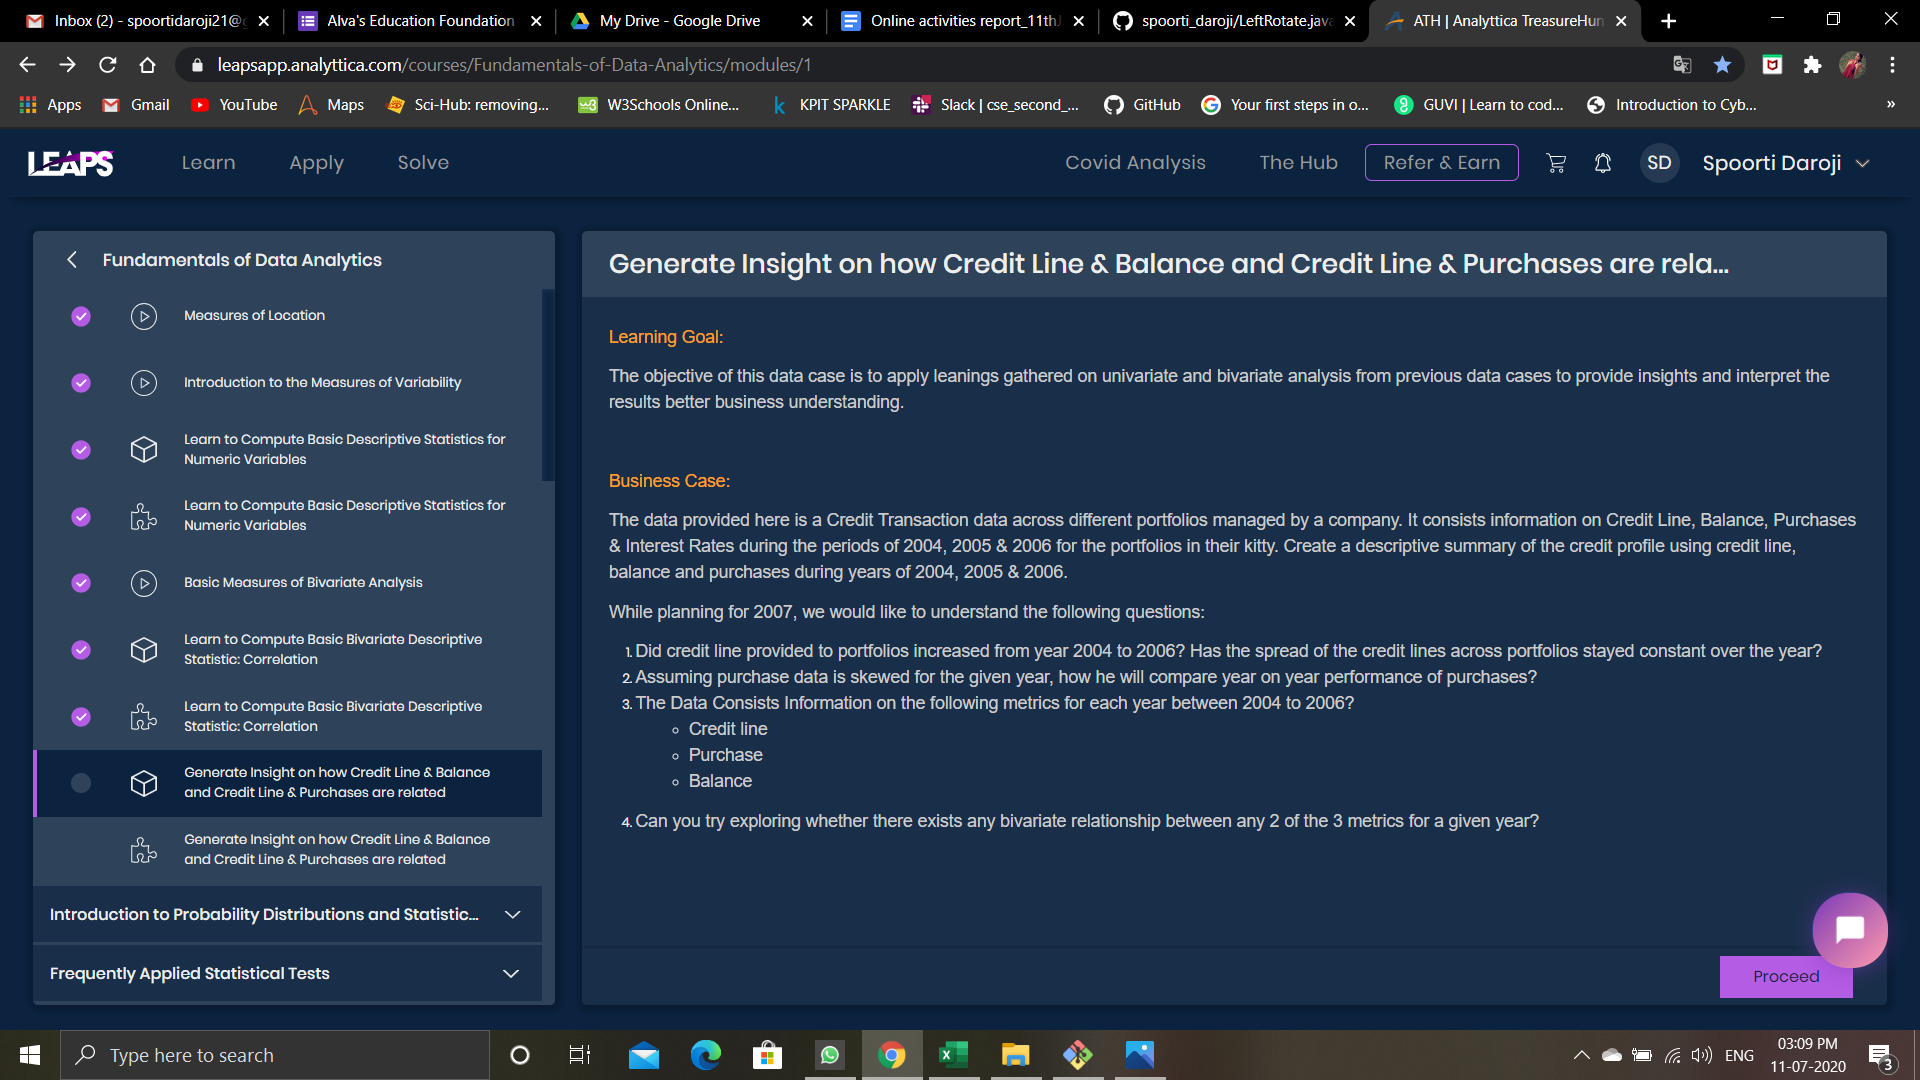 Inbox (2) - spoortidaroji21@g
Alva's Education Foundation
My Drive - Google Drive
Online activities report_11thJ
spoorti_daroji/LeftRotate.java
ATH | Analyttica TreasureHun
leapsapp.analyttica.com/courses/Fundamentals-of-Data-Analytics/modules/1
Apps
Gmail
YouTube
Maps
Sci-Hub: removing...
W3Schools Online...
KPIT SPARKLE
Slack | cse_second_...
GitHub
Your first steps in o...
GUVI | Learn to cod...
Introduction to Cyb...
»
LEAPS
Learn
Apply
Solve
Covid Analysis
The Hub
Refer & Earn
SD
Spoorti Daroji
Fundamentals of Data Analytics
Measures of Location
Introduction to the Measures of Variability
Learn to Compute Basic Descriptive Statistics for
Numeric Variables
Learn to Compute Basic Descriptive Statistics for
Numeric Variables
Basic Measures of Bivariate Analysis
Learn to Compute Basic Bivariate Descriptive
Statistic: Correlation
Learn to Compute Basic Bivariate Descriptive
Statistic: Correlation
Generate Insight on how Credit Line & Balance
and Credit Line & Purchases are related
Generate Insight on how Credit Line & Balance
and Credit Line & Purchases are related
Introduction to Probability Distributions and Statistic...
Frequently Applied Statistical Tests
Generate Insight on how Credit Line & Balance and Credit Line & Purchases are rela...
Learning Goal:
The objective of this data case is to apply leanings gathered on univariate and bivariate analysis from previous data cases to provide insights and interpret the
results better business understanding.
Business Case:
The data provided here is a Credit Transaction data across different portfolios managed by a company. It consists information on Credit Line, Balance, Purchases
& Interest Rates during the periods of 2004, 2005 & 2006 for the portfolios in their kitty. Create a descriptive summary of the credit profile using credit line,
balance and purchases during years of 2004, 2005 & 2006.
While planning for 2007, we would like to understand the following questions:
1. Did credit line provided to portfolios increased from year 2004 to 2006? Has the spread of the credit lines across portfolios stayed constant over the year?
2. Assuming purchase data is skewed for the given year, how he will compare year on year performance of purchases?
3. The Data Consists Information on the following metrics for each year between 2004 to 2006?
Credit line
Purchase
Balance
4. Can you try exploring whether there exists any bivariate relationship between any 2 of the 3 metrics for a given year?
Proceed
Type here to search
ENG
03:09 PM
11-07-2020
3